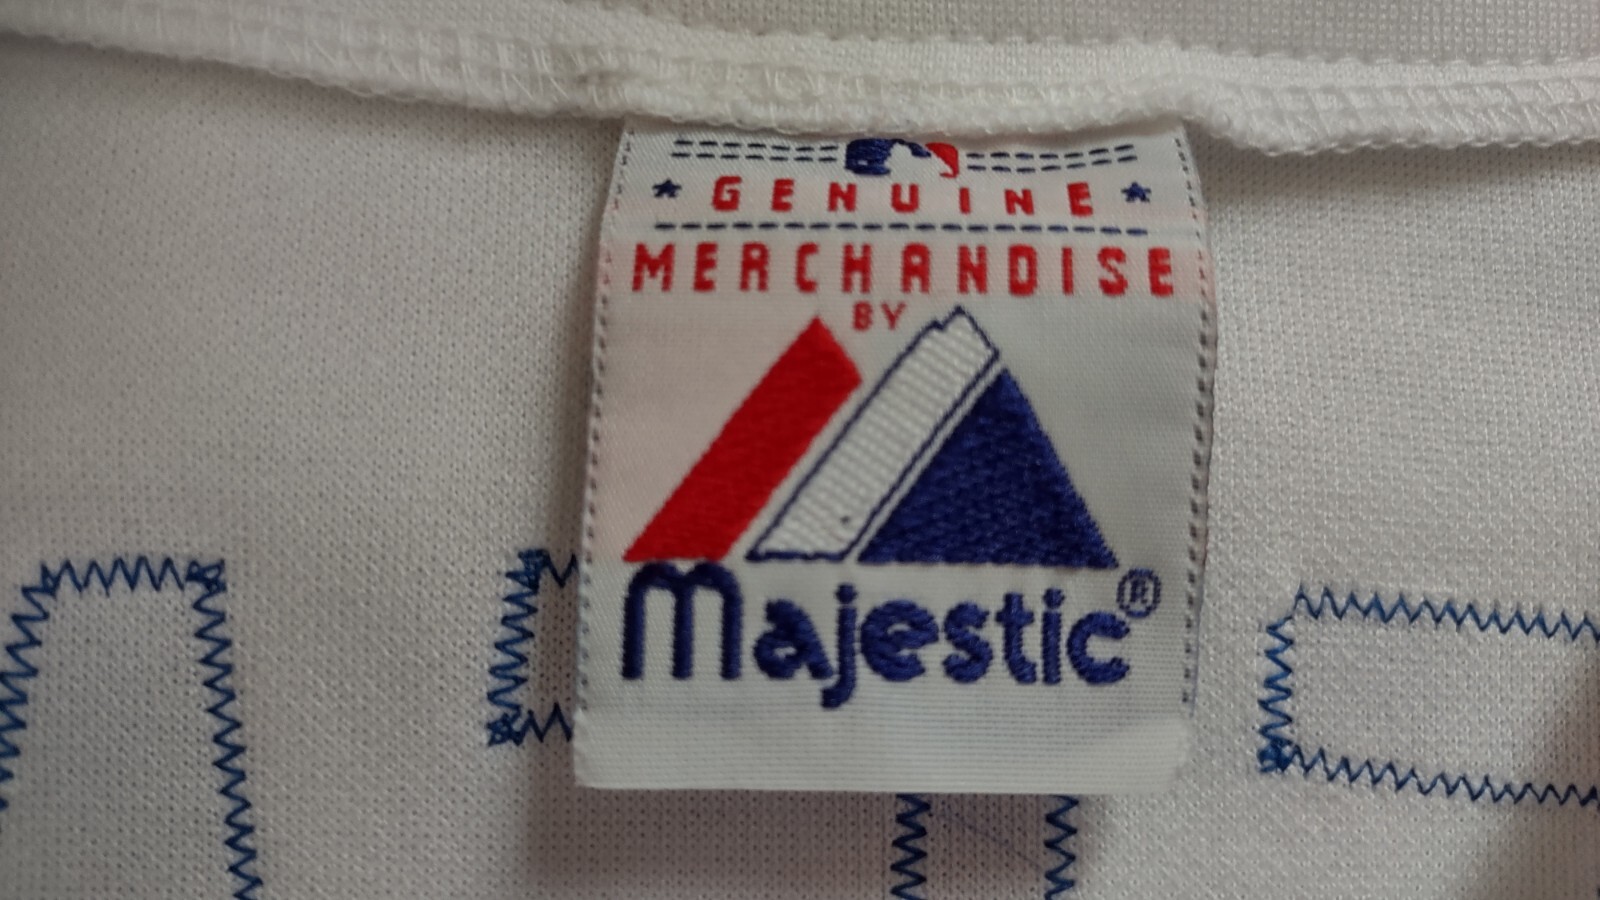 ★ GENUINE ★
MERCHANDISE
BY
Majestic®